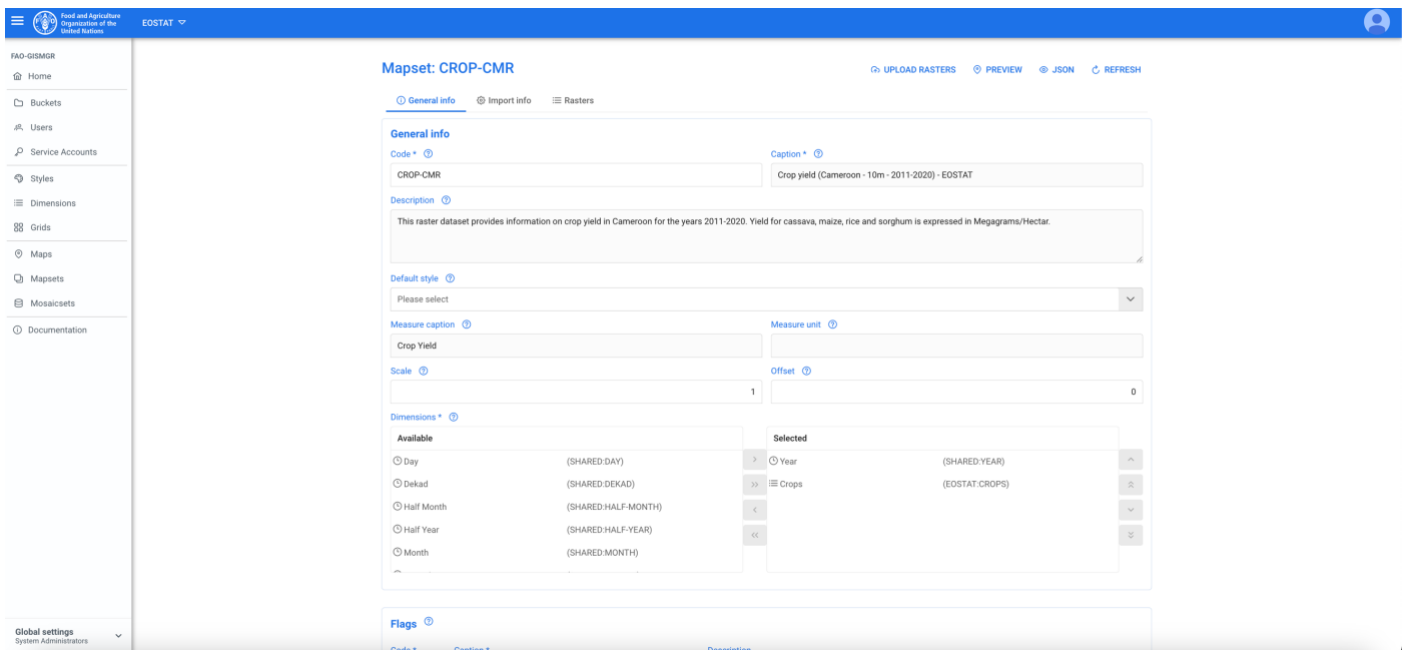 Food and Agriculture
Organization of the
United Nations
EOSTAT
FAO-GISMGR
Home
Buckets
Users
Service Accounts
Styles
Dimensions
Grids
Maps
Mapsets
Mosaicsets
Documentation
Global settings
System Administrators
Mapset: CROP-CMR
UPLOAD RASTERS PREVIEW JSON REFRESH
General info Import info Rasters
General info
Code * Caption *
CROP-CMR Crop yield (Cameroon - 10m - 2011-2020) - EOSTAT
Description
This raster dataset provides information on crop yield in Cameroon for the years 2011-2020. Yield for cassava, maize, rice and sorghum is expressed in Megagrams/Hectar.
Default style
Please select
Measure caption Measure unit
Crop Yield
Scale Offset
1 0
Dimensions *
Available Selected
Day (SHARED:DAY) Year (SHARED:YEAR)
Dekad (SHARED:DEKAD) Crops (EOSTAT:CROPS)
Half Month (SHARED:HALF-MONTH)
Half Year (SHARED:HALF-YEAR)
Month (SHARED:MONTH)
Flags
Code * Caption * Description